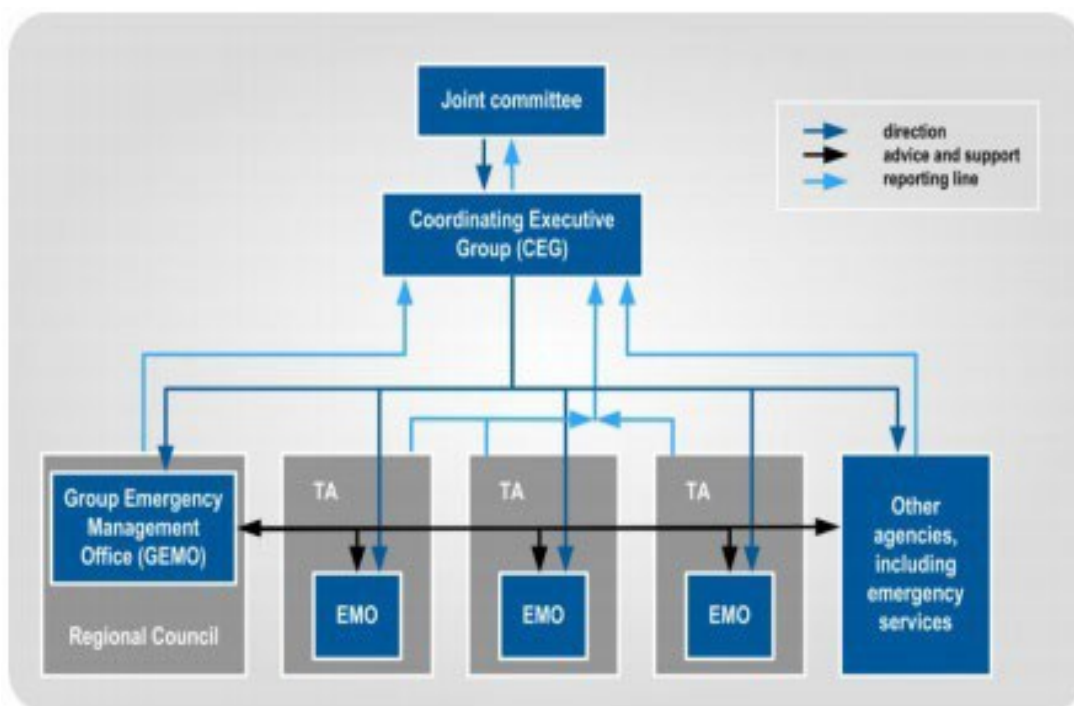 Joint committee
direction
advice and support
reporting line
Coordinating Executive
Group (CEG)
Group Emergency
Management
Office (GEMO)
Regional Council
TA
EMO
TA
EMO
TA
EMO
Other
agencies,
including
emergency
services